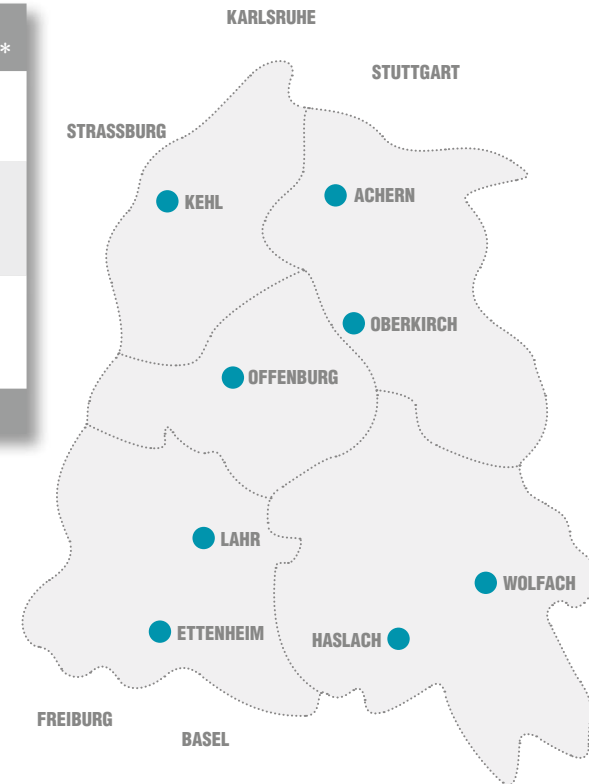 KARLSRUHE
*
STUTTGART
STRASSBURG
KEHL
ACHERN
OBERKIRCH
OFFENBURG
LAHR
WOLFACH
ETTENHEIM
HASLACH
FREIBURG
BASEL